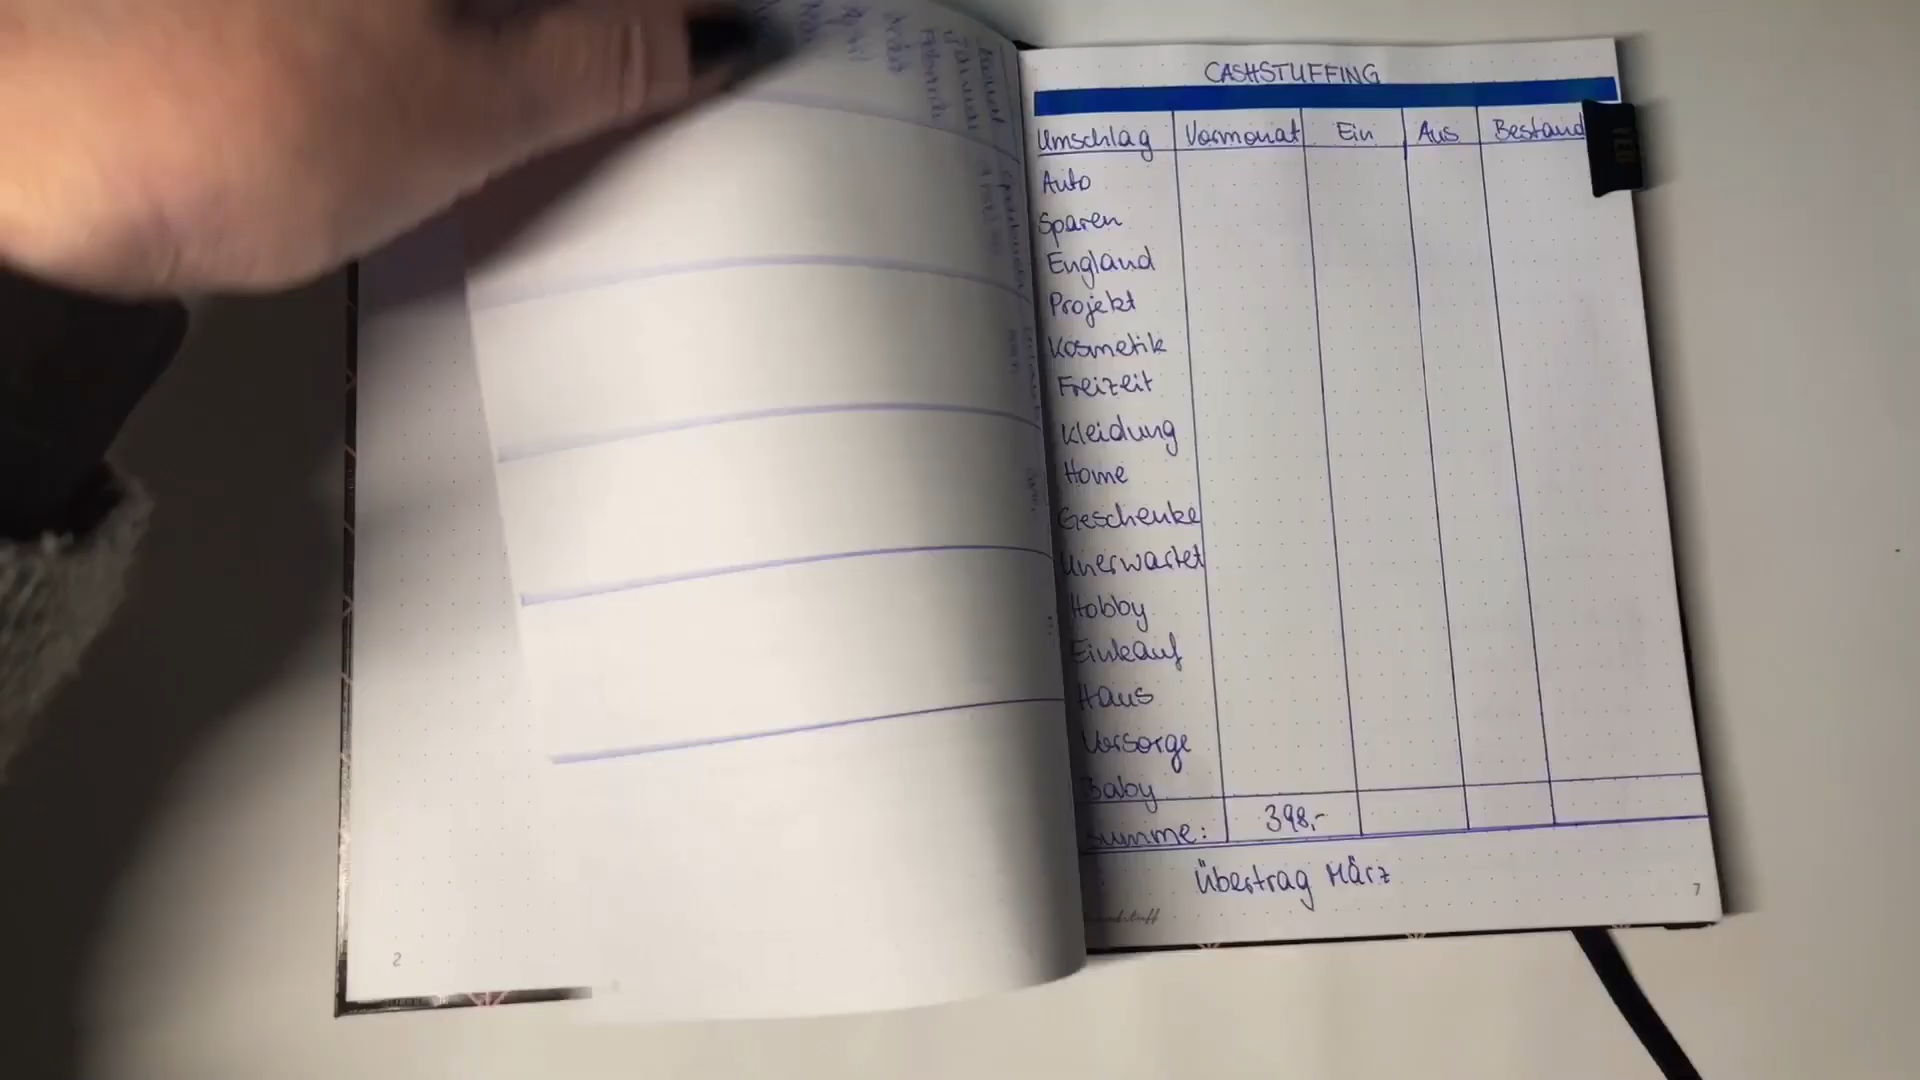 CASHSTUFFING
Umschlag Vormonat Ein Aus Bestand
Auto
Sparen
England
Projekt
Kosmetik
Freizeit
Kleidung
Home
Geschenke
Unerwartet
Hobby
Einkauf
Haus
Vorsorge
Baby
Summe: 398,-
Übertrag März
7
2
FEB